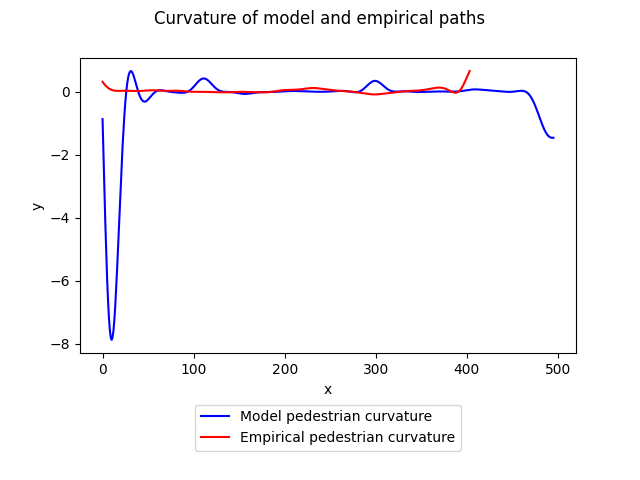 Curvature of model and empirical paths
0
−2
−4
−6
−8
y
0 100 200 300 400 500
x
Model pedestrian curvature
Empirical pedestrian curvature